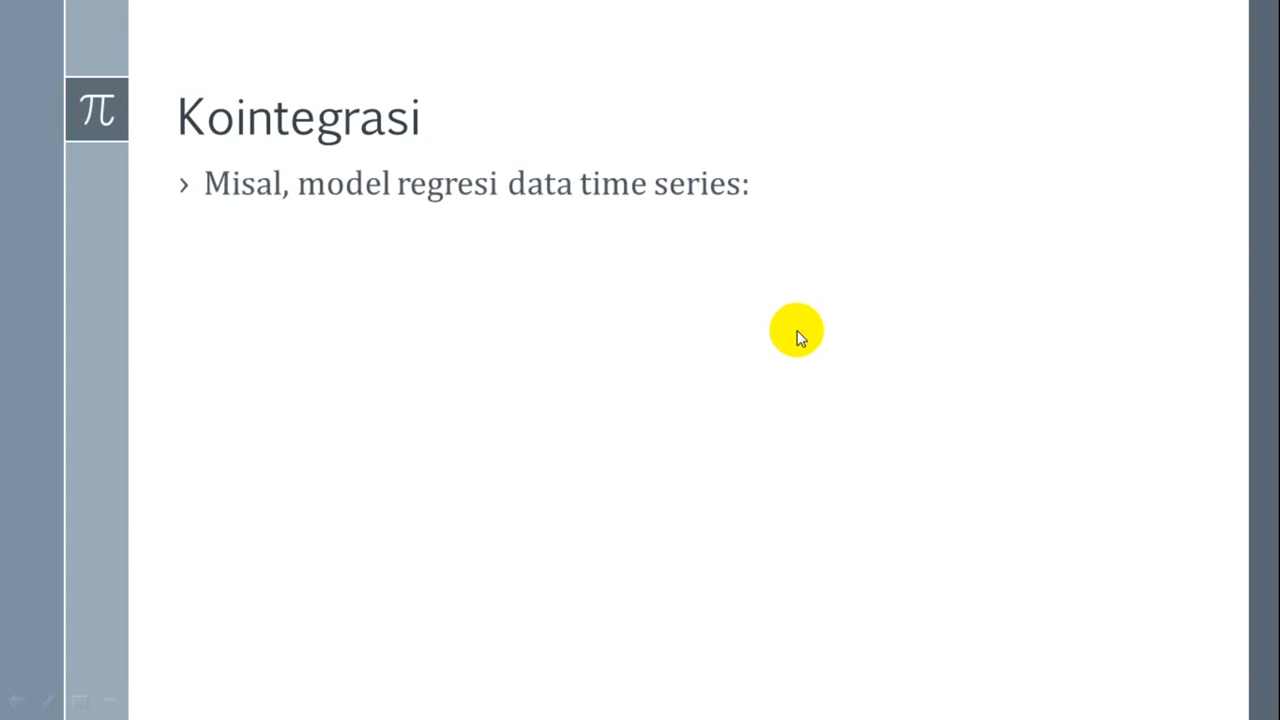 π
Kointegrasi
› Misal, model regresi data time series: